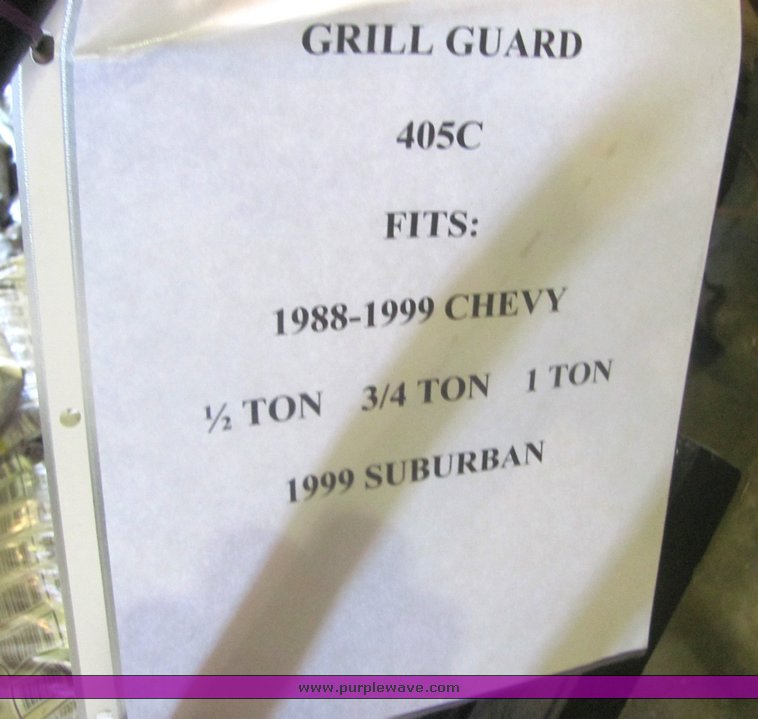 GRILL GUARD
405C
FITS:
1988-1999 CHEVY
½ TON 3/4 TON 1 TON
1999 SUBURBAN
www.purplewave.com